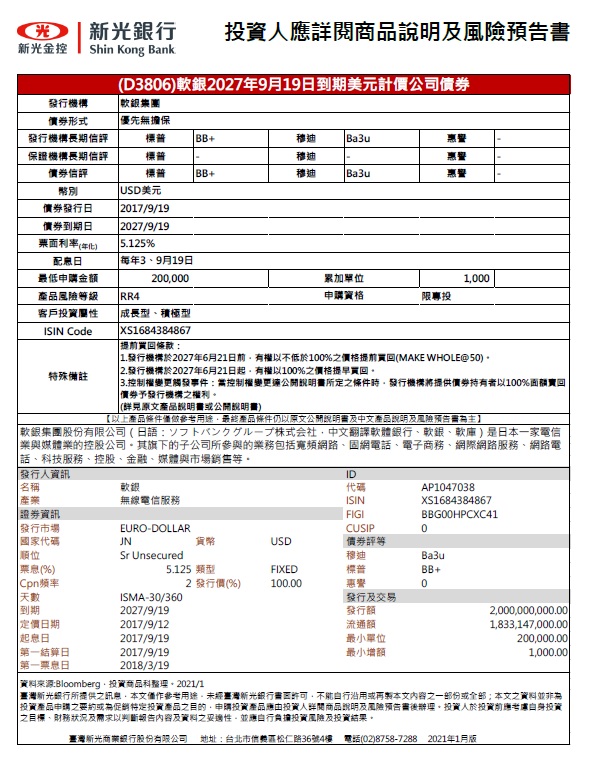 新光金控
新光銀行
Shin Kong Bank
投資人應詳閱商品說明及風險預告書
(D3806)軟銀2027年9月19日到期美元計價公司債券
發行機構 軟銀集團
債券形式 優先無擔保
發行機構長期信評 標普 BB+ 穆迪 Ba3u 惠譽 -
保證機構長期信評 標普 - 穆迪 - 惠譽 -
債券信評 標普 BB+ 穆迪 Ba3u 惠譽 -
幣別 USD美元
債券發行日 2017/9/19
債券到期日 2027/9/19
票面利率(年化) 5.125%
配息日 每年3、9月19日
最低申購金額 200,000 累加單位 1,000
產品風險等級 RR4 申購資格 限專投
客戶投資屬性 成長型、積極型
ISIN Code XS1684384867
特殊備註
提前買回條款：
1.發行機構於2027年6月21日前，有權以不低於100%之價格提前買回(MAKE WHOLE@50)。
2.發行機構於2027年6月21日起，有權以100%之價格提早買回。
3.控制權變更觸發事件：當控制權變更達公開說明書所定之條件時，發行機構將提供債券持有者以100%面額賣回
債券予發行機構之權利。
(詳見原文產品說明書或公開說明書)
【以上產品條件僅做參考用途，最終產品條件仍以原文公開說明書及中文產品說明及風險預告書為主】
軟銀集團股份有限公司（日語：ソフトバンクグループ株式会社，中文翻譯軟體銀行、軟銀、軟庫）是日本一家電信
業與媒體業的控股公司。其旗下的子公司所參與的業務包括寬頻網路、固網電話、電子商務、網際網路服務、網路電
話、科技服務、控股、金融、媒體與市場銷售等。
發行人資訊 ID
名稱 軟銀 代碼 AP1047038
產業 無線電信服務 ISIN XS1684384867
證券資訊 FIGI BBG00HPCXC41
發行市場 EURO-DOLLAR CUSIP 0
國家代碼 JN 貨幣 USD 債券評等
順位 Sr Unsecured 穆迪 Ba3u
票息(%) 5.125 類型 FIXED 標普 BB+
Cpn頻率 2 發行價(%) 100.00 惠譽 0
天數 ISMA-30/360 發行及交易
到期 2027/9/19 發行額 2,000,000,000.00
定價日期 2017/9/12 流通額 1,833,147,000.00
起息日 2017/9/19 最小單位 200,000.00
第一結算日 2017/9/19 最小增額 1,000.00
第一票息日 2018/3/19
資料來源:Bloomberg，投資商品科整理。2021/1
臺灣新光銀行所提供之訊息，本文僅作參考用途，未經臺灣新光銀行書面許可，不能自行沿用或再製本文內容之一部份或全部；本文之資料並非為
投資產品申購之要約或為促銷特定投資產品之目的，申購投資產品應由投資人詳閱商品說明及風險預告書後辦理。投資人於投資前應考慮自身投資
之目標、財務狀況及需求以判斷報告內容及資料之妥適性，並應自行負擔投資風險及投資結果。
臺灣新光商業銀行股份有限公司 地址：台北市信義區松仁路36號4樓 電話(02)8758-7288 2021年1月版